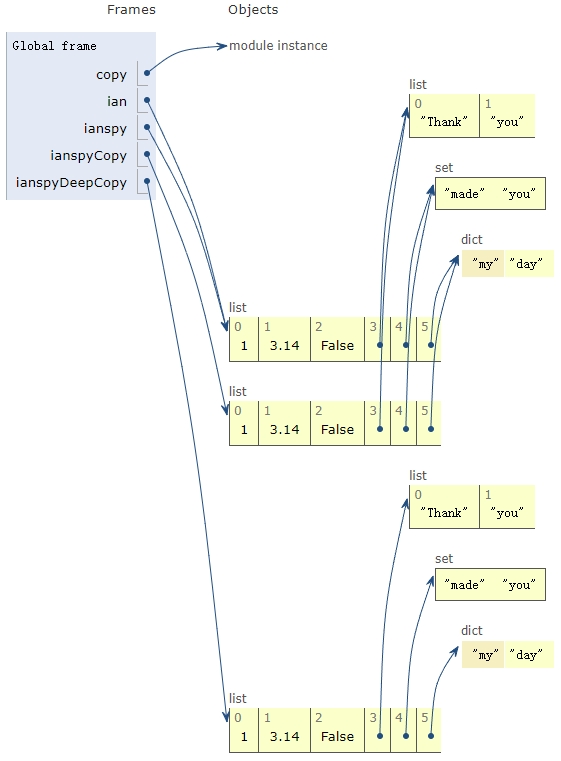 Frames Objects
Global frame
copy
ian
ianspy
ianspyCopy
ianspyDeepCopy
module instance
list
0 1
"Thank" "you"
set
"made" "you"
dict
"my" "day"
list
0 1 2 3 4 5
1 3.14 False
list
0 1 2 3 4 5
1 3.14 False
list
0 1
"Thank" "you"
set
"made" "you"
dict
"my" "day"
list
0 1 2 3 4 5
1 3.14 False